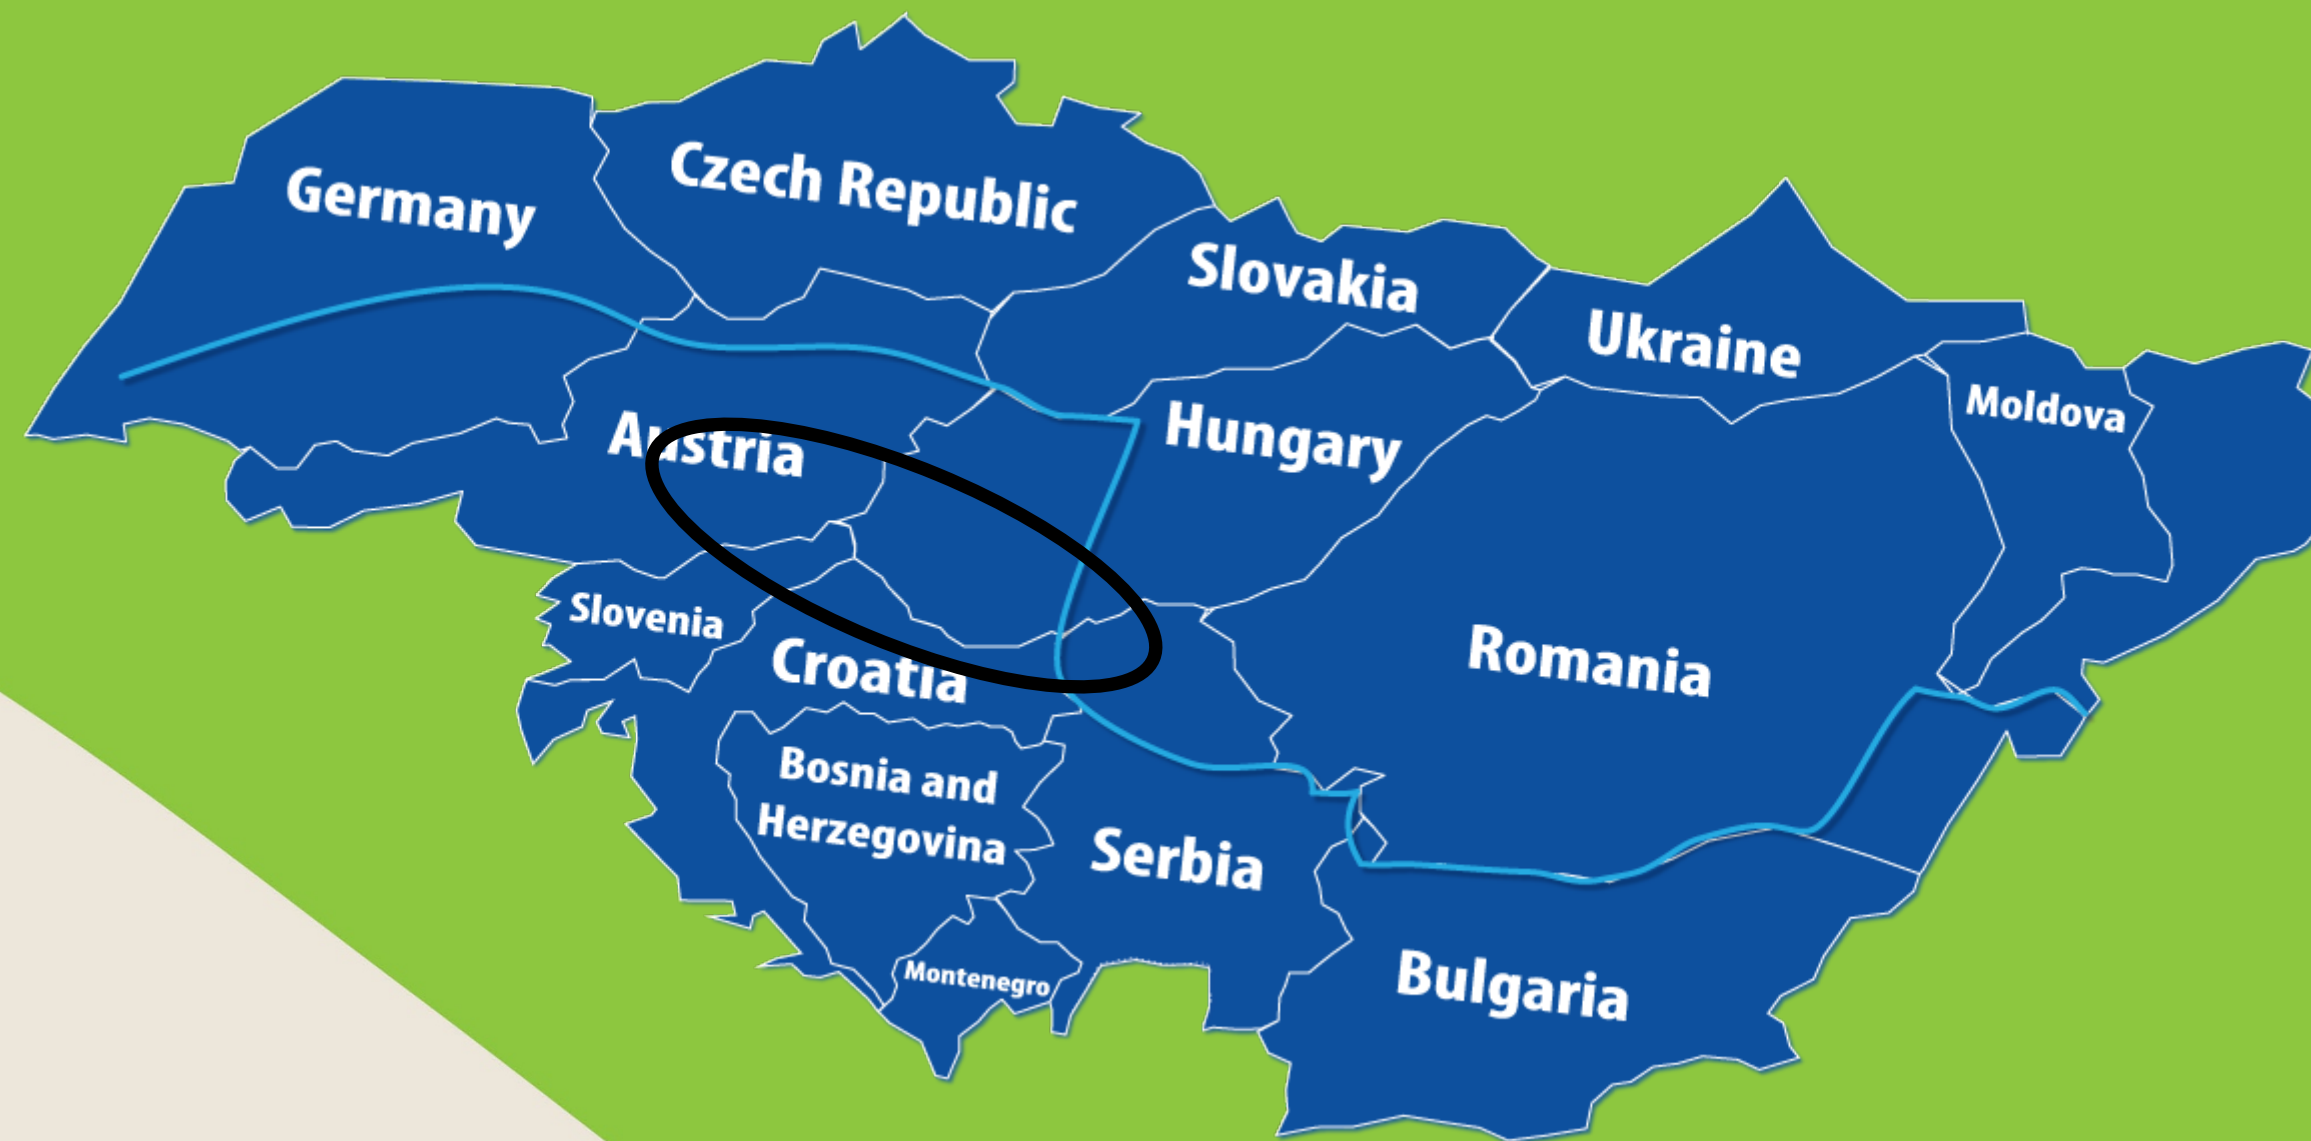 Germany
Czech Republic
Slovakia
Ukraine
Moldova
Austria
Hungary
Slovenia
Croatia
Romania
Bosnia and
Herzegovina
Serbia
Montenegro
Bulgaria